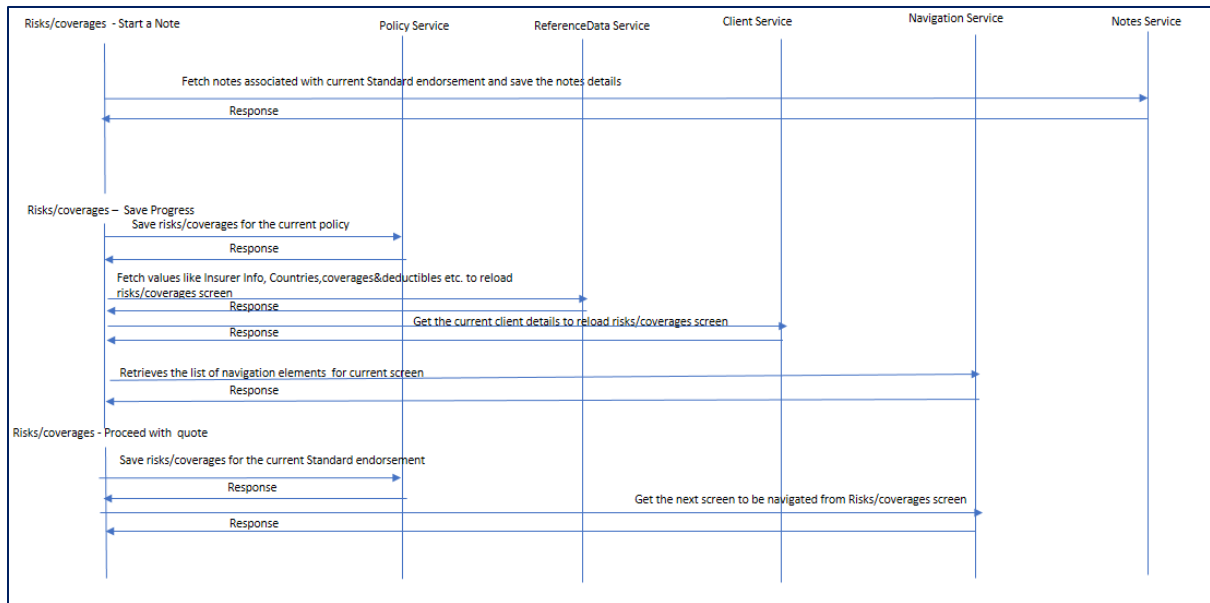 Risks/coverages - Start a Note
Policy Service
ReferenceData Service
Client Service
Navigation Service
Notes Service
Fetch notes associated with current Standard endorsement and save the notes details
Response
Risks/coverages – Save Progress
Save risks/coverages for the current policy
Response
Fetch values like Insurer Info, Countries,coverages&deductibles etc. to reload
risks/coverages screen
Response
Get the current client details to reload risks/coverages screen
Response
Retrieves the list of navigation elements for current screen
Response
Risks/coverages - Proceed with quote
Save risks/coverages for the current Standard endorsement
Response
Get the next screen to be navigated from Risks/coverages screen
Response